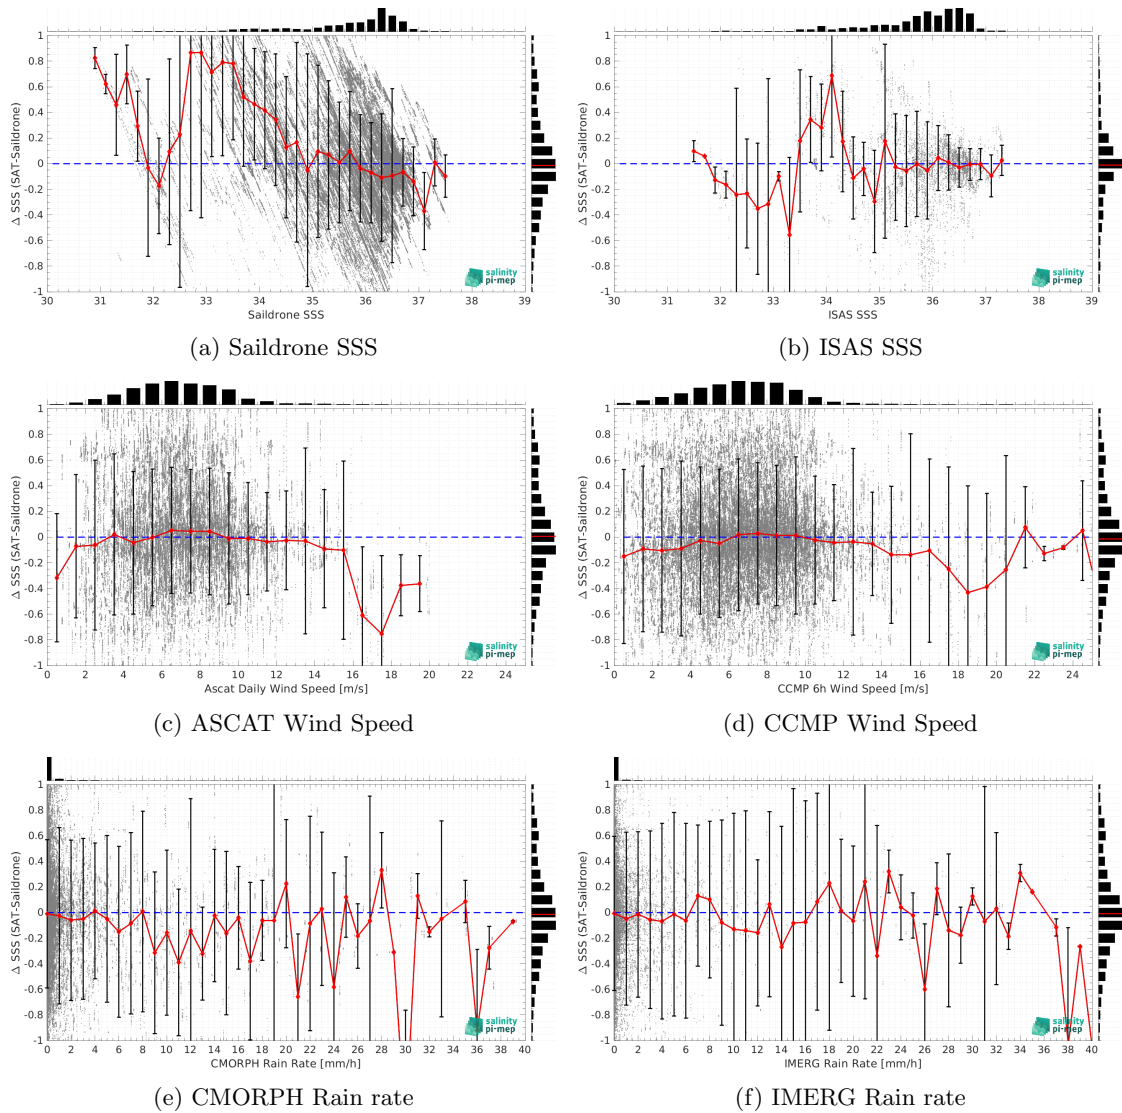 1
0.8
0.6
0.4
0.2
0
-0.2
-0.4
-0.6
-0.8
-1
Δ SSS (SAT-Saildrone)
salinity
pi-mep
30 31 32 33 34 35 36 37 38 39
Saildrone SSS
(a) Saildrone SSS
1
0.8
0.6
0.4
0.2
0
-0.2
-0.4
-0.6
-0.8
-1
Δ SSS (SAT-Saildrone)
salinity
pi-mep
30 31 32 33 34 35 36 37 38 39
ISAS SSS
(b) ISAS SSS
1
0.8
0.6
0.4
0.2
0
-0.2
-0.4
-0.6
-0.8
-1
Δ SSS (SAT-Saildrone)
salinity
pi-mep
0 2 4 6 8 10 12 14 16 18 20 22 24
Ascat Daily Wind Speed [m/s]
(c) ASCAT Wind Speed
1
0.8
0.6
0.4
0.2
0
-0.2
-0.4
-0.6
-0.8
-1
Δ SSS (SAT-Saildrone)
salinity
pi-mep
0 2 4 6 8 10 12 14 16 18 20 22 24
CCMP 6h Wind Speed [m/s]
(d) CCMP Wind Speed
1
0.8
0.6
0.4
0.2
0
-0.2
-0.4
-0.6
-0.8
-1
Δ SSS (SAT-Saildrone)
salinity
pi-mep
0 2 4 6 8 10 12 14 16 18 20 22 24 26 28 30 32 34 36 38 40
CMORPH Rain Rate [mm/h]
(e) CMORPH Rain rate
1
0.8
0.6
0.4
0.2
0
-0.2
-0.4
-0.6
-0.8
-1
Δ SSS (SAT-Saildrone)
salinity
pi-mep
0 2 4 6 8 10 12 14 16 18 20 22 24 26 28 30 32 34 36 38 40
IMERG Rain Rate [mm/h]
(f) IMERG Rain rate